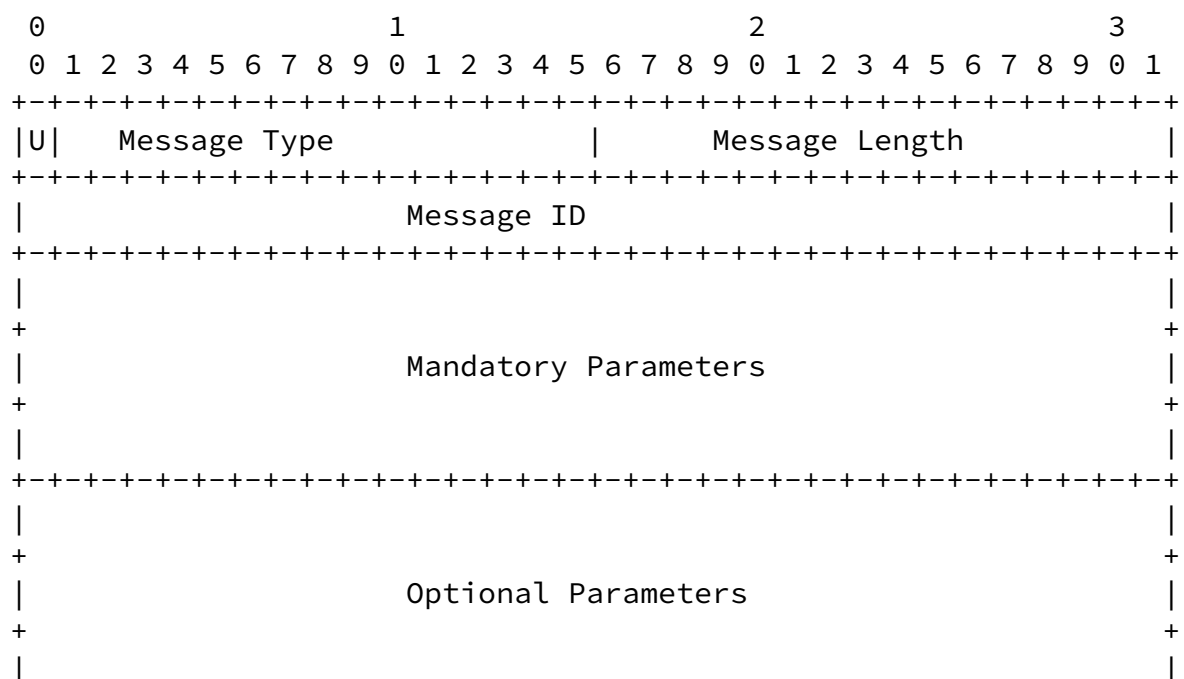 0                   1                   2                   3
 0 1 2 3 4 5 6 7 8 9 0 1 2 3 4 5 6 7 8 9 0 1 2 3 4 5 6 7 8 9 0 1
+-+-+-+-+-+-+-+-+-+-+-+-+-+-+-+-+-+-+-+-+-+-+-+-+-+-+-+-+-+-+-+-+
|U|   Message Type              |      Message Length           |
+-+-+-+-+-+-+-+-+-+-+-+-+-+-+-+-+-+-+-+-+-+-+-+-+-+-+-+-+-+-+-+-+
|                     Message ID                                |
+-+-+-+-+-+-+-+-+-+-+-+-+-+-+-+-+-+-+-+-+-+-+-+-+-+-+-+-+-+-+-+-+
|                                                               |
+                                                               +
|                     Mandatory Parameters                      |
+                                                               +
|                                                               |
+-+-+-+-+-+-+-+-+-+-+-+-+-+-+-+-+-+-+-+-+-+-+-+-+-+-+-+-+-+-+-+-+
|                                                               |
+                                                               +
|                     Optional Parameters                       |
+                                                               +
|                                                               |